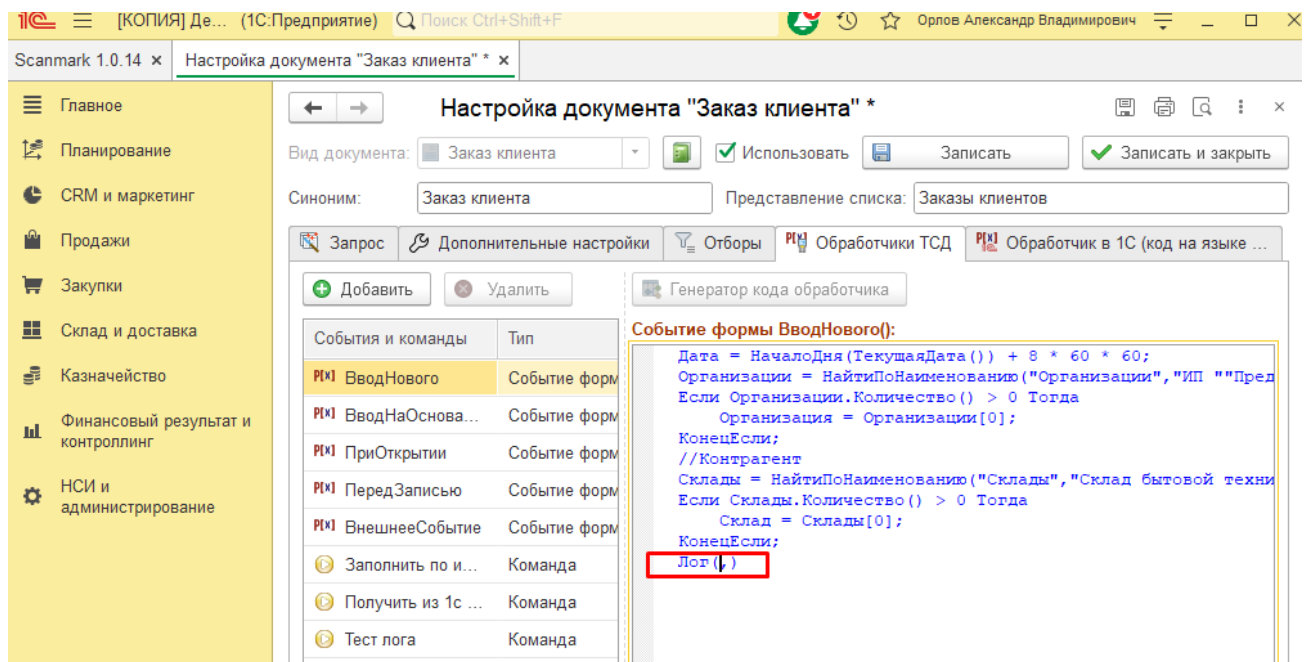 1С [КОПИЯ] Де... (1С:Предприятие) Поиск Ctrl+Shift+F Орлов Александр Владимирович
Scanmark 1.0.14 × Настройка документа "Заказ клиента" * ×
Главное
Планирование
CRM и маркетинг
Продажи
Закупки
Склад и доставка
Казначейство
Финансовый результат и
контроллинг
НСИ и
администрирование
Настройка документа "Заказ клиента" *
Вид документа: Заказ клиента Использовать Записать Записать и закрыть
Синоним: Заказ клиента Представление списка: Заказы клиентов
Запрос Дополнительные настройки Отборы Р[х] Обработчики ТСД Р[х] Обработчик в 1С (код на языке ...
Добавить Удалить Генератор кода обработчика
События и команды Тип
Р[х] ВводНового Событие форм
Р[х] ВводНаОснова... Событие форм
Р[х] ПриОткрытии Событие форм
Р[х] ПередЗаписью Событие форм
Р[х] ВнешнееСобытие Событие форм
Заполнить по и... Команда
Получить из 1с ... Команда
Тест лога Команда
Событие формы ВводНового():
Дата = НачалоДня(ТекущаяДата()) + 8 * 60 * 60;
Организации = НайтиПоНаименованию("Организации","ИП ""Пред
Если Организации.Количество() > 0 Тогда
Организация = Организации[0];
КонецЕсли;
//Контрагент
Склады = НайтиПоНаименованию("Склады","Склад бытовой техни
Если Склады.Количество() > 0 Тогда
Склад = Склады[0];
КонецЕсли;
Лог(,)